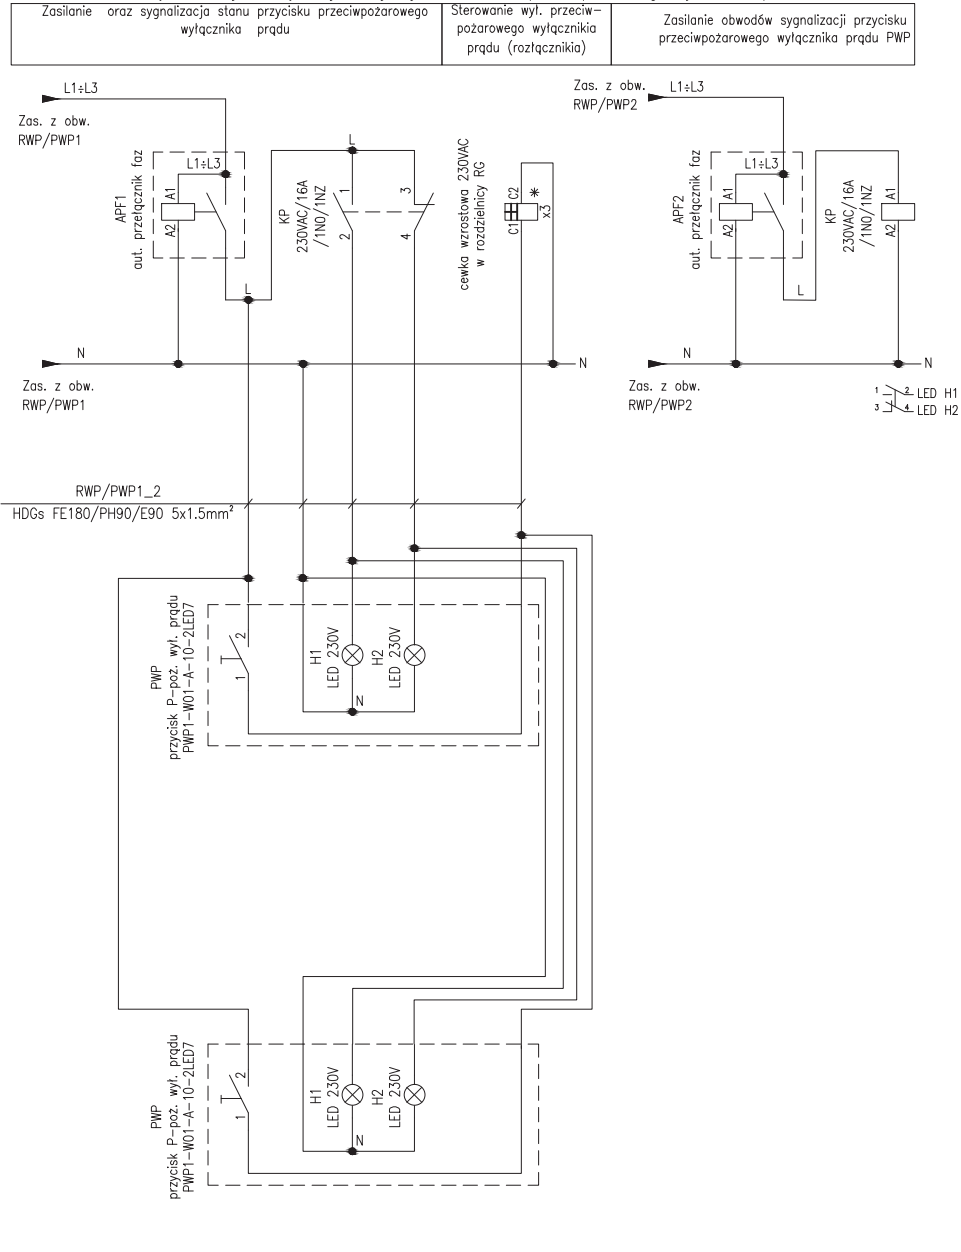 Zasilanie oraz sygnalizacja stanu przycisku przeciwpożarowego
wyłącznika prądu
Sterowanie wył. przeciw-
pożarowego wyłącznikia
prądu (rozłącznikia)
Zasilanie obwodów sygnalizacji przycisku
przeciwpożarowego wyłącznika prądu PWP
L1÷L3
Zas. z obw.
RWP/PWP1
L1÷L3
APF1
aut. przełącznik faz
A1
A2
L
L
KP
230VAC/16A
/1NO/1NZ
1
2
3
4
cewka wzrostowa 230VAC
w rozdzielnicy RG
C1
C2
*
x3
N
N
Zas. z obw.
RWP/PWP1
Zas. z obw.
RWP/PWP2
L1÷L3
L1÷L3
APF2
aut. przełącznik faz
A1
A2
L
KP
230VAC/16A
/1NO/1NZ
A1
A2
N
N
Zas. z obw.
RWP/PWP2
1 2 LED H1
3 4 LED H2
RWP/PWP1_2
HDGs FE180/PH90/E90 5x1.5mm²
PWP
przycisk P-poż. wył. prądu
PWP1-W01-A-10-2LED7
1
2
H1
LED 230V
H2
LED 230V
N
PWP
przycisk P-poż. wył. prądu
PWP1-W01-A-10-2LED7
1
2
H1
LED 230V
H2
LED 230V
N